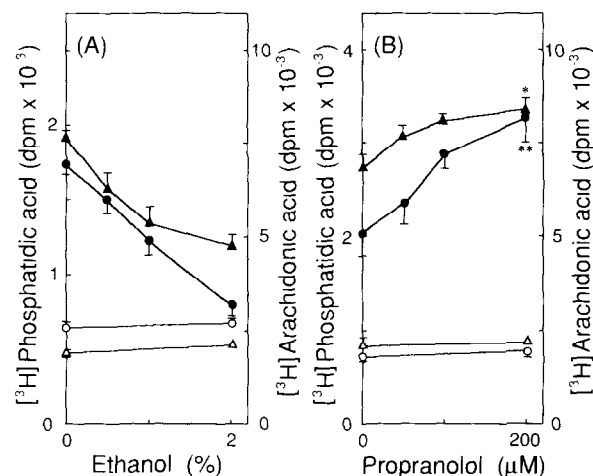 (A)
[³H]Phosphatidic acid (dpm x 10⁻³)
2
1
0
10
5
0
[³H]Arachidonic acid (dpm x 10⁻³)
0 1 2
Ethanol (%)
(B)
[³H]Phosphatidic acid (dpm x 10⁻³)
4
2
0
*
**
10
5
0
[³H]Arachidonic acid (dpm x 10⁻³)
0 100 200
Propranolol (μM)